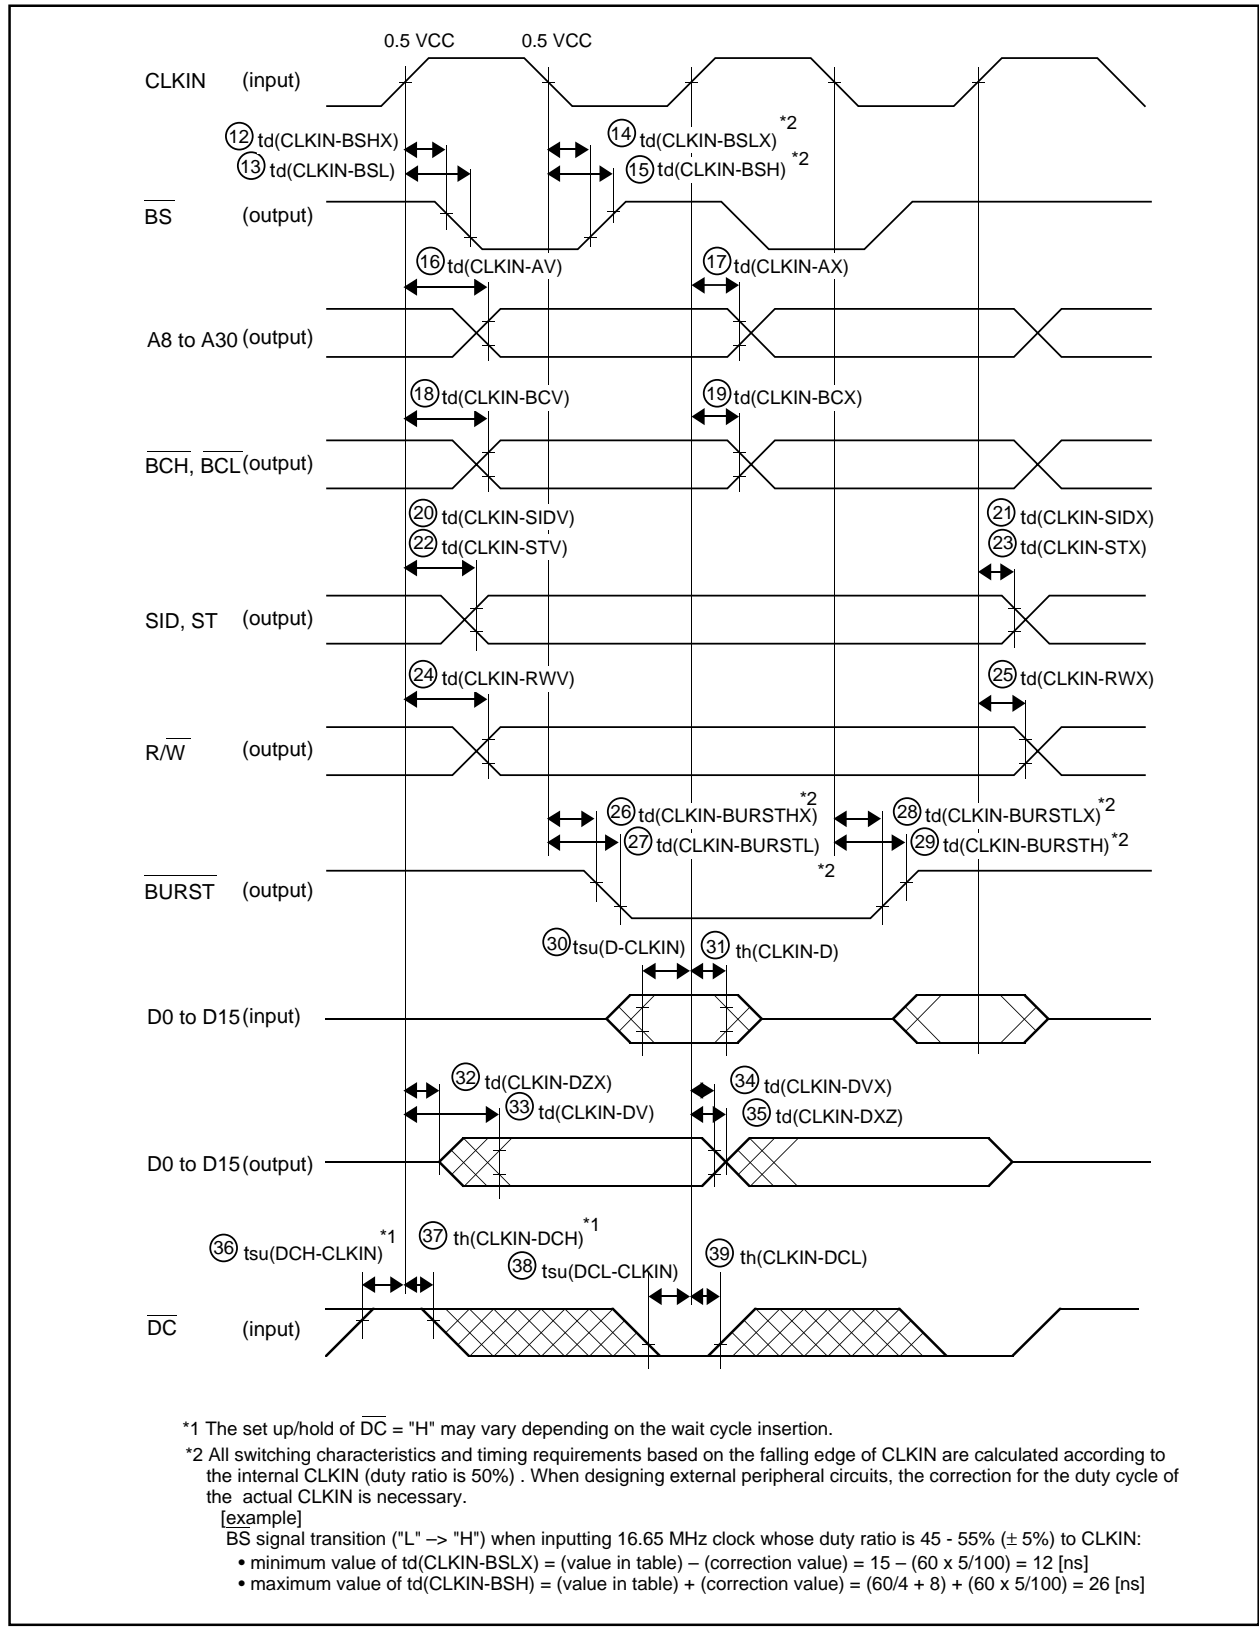 0.5 VCC 0.5 VCC
CLKIN (input)
12 td(CLKIN-BSHX) 14 td(CLKIN-BSLX) *2
13 td(CLKIN-BSL) 15 td(CLKIN-BSH) *2
BS (output)
16 td(CLKIN-AV) 17 td(CLKIN-AX)
A8 to A30 (output)
18 td(CLKIN-BCV) 19 td(CLKIN-BCX)
BCH, BCL (output)
20 td(CLKIN-SIDV) 21 td(CLKIN-SIDX)
22 td(CLKIN-STV) 23 td(CLKIN-STX)
SID, ST (output)
24 td(CLKIN-RWV) 25 td(CLKIN-RWX)
R/W (output)
26 td(CLKIN-BURSTHX) *2 28 td(CLKIN-BURSTLX) *2
27 td(CLKIN-BURSTL) *2 29 td(CLKIN-BURSTH) *2
BURST (output)
30 tsu(D-CLKIN) 31 th(CLKIN-D)
D0 to D15 (input)
32 td(CLKIN-DZX) 34 td(CLKIN-DVX)
33 td(CLKIN-DV) 35 td(CLKIN-DXZ)
D0 to D15 (output)
36 tsu(DCH-CLKIN) *1 37 th(CLKIN-DCH) *1
38 tsu(DCL-CLKIN) 39 th(CLKIN-DCL)
DC (input)
*1 The set up/hold of DC = "H" may vary depending on the wait cycle insertion.
*2 All switching characteristics and timing requirements based on the falling edge of CLKIN are calculated according to
the internal CLKIN (duty ratio is 50%) . When designing external peripheral circuits, the correction for the duty cycle of
the actual CLKIN is necessary.
[example]
BS signal transition ("L" –> "H") when inputting 16.65 MHz clock whose duty ratio is 45 - 55% (± 5%) to CLKIN:
• minimum value of td(CLKIN-BSLX) = (value in table) – (correction value) = 15 – (60 x 5/100) = 12 [ns]
• maximum value of td(CLKIN-BSH) = (value in table) + (correction value) = (60/4 + 8) + (60 x 5/100) = 26 [ns]